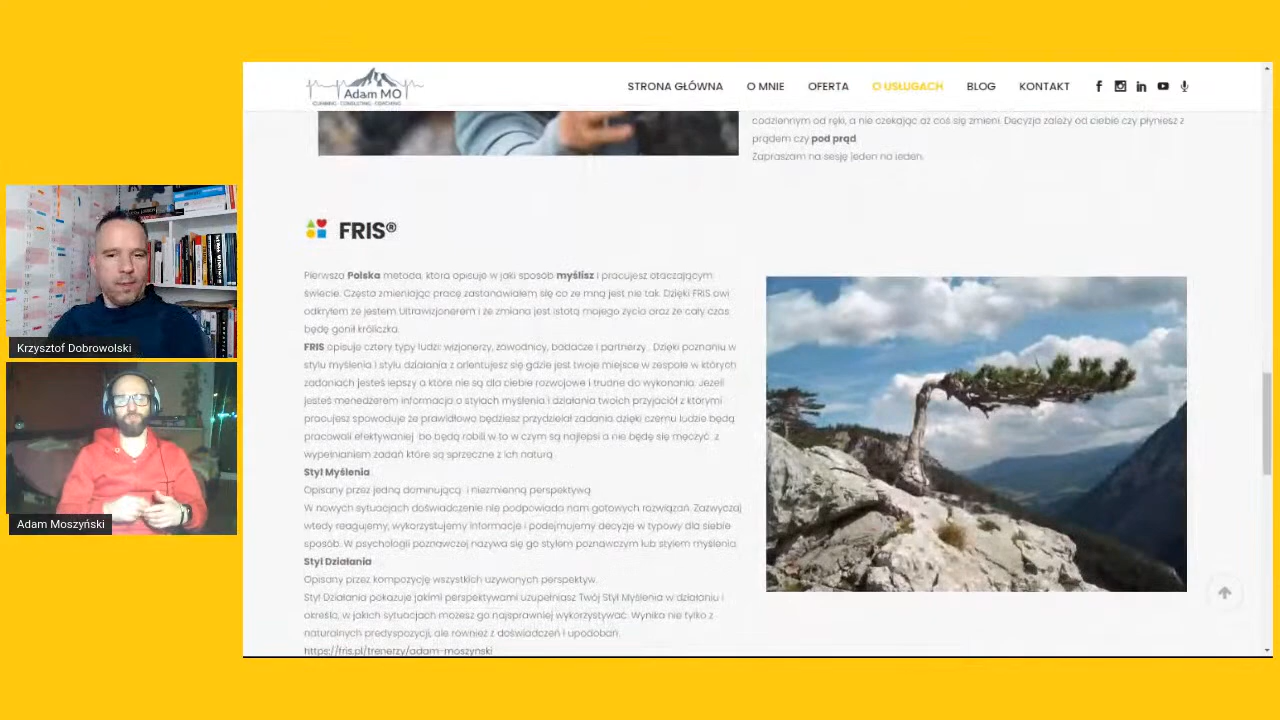 Adam MO
CLIMBING - CONSULTING - COACHING
STRONA GŁÓWNA O MNIE OFERTA O USŁUGACH BLOG KONTAKT
codziennym od ręki, a nie czekając aż coś się zmieni. Decyzja zależy od ciebie czy płyniesz z
prądem czy pod prąd.
Zapraszam na sesję jeden na jeden.
FRIS®
Pierwsza Polska metoda, która opisuje w jaki sposób myślisz i pracujesz otaczającym
świecie. Często zmieniając pracę zastanawiałem się co ze mną jest nie tak. Dzięki FRIS owi
odkryłem że jestem Ultrawizjonerem i że zmiana jest istotą mojego życia oraz że cały czas
będę gonił króliczka.
FRIS opisuje cztery typy ludzi: wizjonerzy, zawodnicy, badacze i partnerzy . Dzięki poznaniu w
stylu myślenia i stylu działania z orientujesz się gdzie jest twoje miejsce w zespole w których
zadaniach jesteś lepszy a które nie są dla ciebie rozwojowe i trudne do wykonania. Jeżeli
jesteś menedżerem informacja o stylach myślenia i działania twoich przyjaciół z którymi
pracujesz spowoduje że prawidłowo będziesz przydzielał zadania dzięki czemu ludzie będą
pracowali efektywaniej bo będą robili w to w czym są najlepsi a nie będę się męczyć z
wypełnianiem zadań które są sprzeczne z ich naturą .
Styl Myślenia
Opisany przez jedną dominującą i niezmienną perspektywą
W nowych sytuacjach doświadczenie nie podpowiada nam gotowych rozwiązań. Zazwyczaj
wtedy reagujemy, wykorzystujemy informacje i podejmujemy decyzje w typowy dla siebie
sposób. W psychologii poznawczej nazywa się go stylem poznawczym lub stylem myślenia.
Styl Działania
Opisany przez kompozycję wszystkich używanych perspektyw.
Styl Działania pokazuje jakimi perspektywami uzupełniasz Twój Styl Myślenia w działaniu i
określa, w jakich sytuacjach możesz go najsprawniej wykorzystywać. Wynika nie tylko z
naturalnych predyspozycji, ale również z doświadczeń i upodobań.
https://fris.pl/trenerzy/adam-moszynski
Krzysztof Dobrowolski
Adam Moszyński